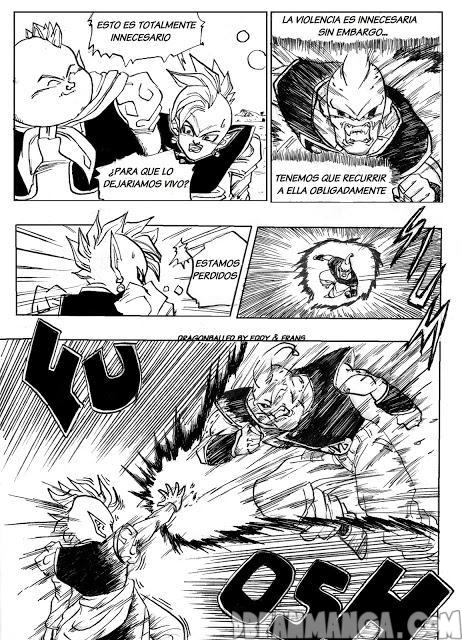 ESTO ES TOTALMENTE
INNECESARIO
¿PARA QUE LO
DEJARIAMOS VIVO?
LA VIOLENCIA ES INNECESARIA
SIN EMBARGO...
TENEMOS QUE RECURRIR
A ELLA OBLIGADAMENTE
ESTAMOS
PERDIDOS
DRAGONBALLED BY EDDY & FRANS
FU
OSH
DREAMMANGA.COM